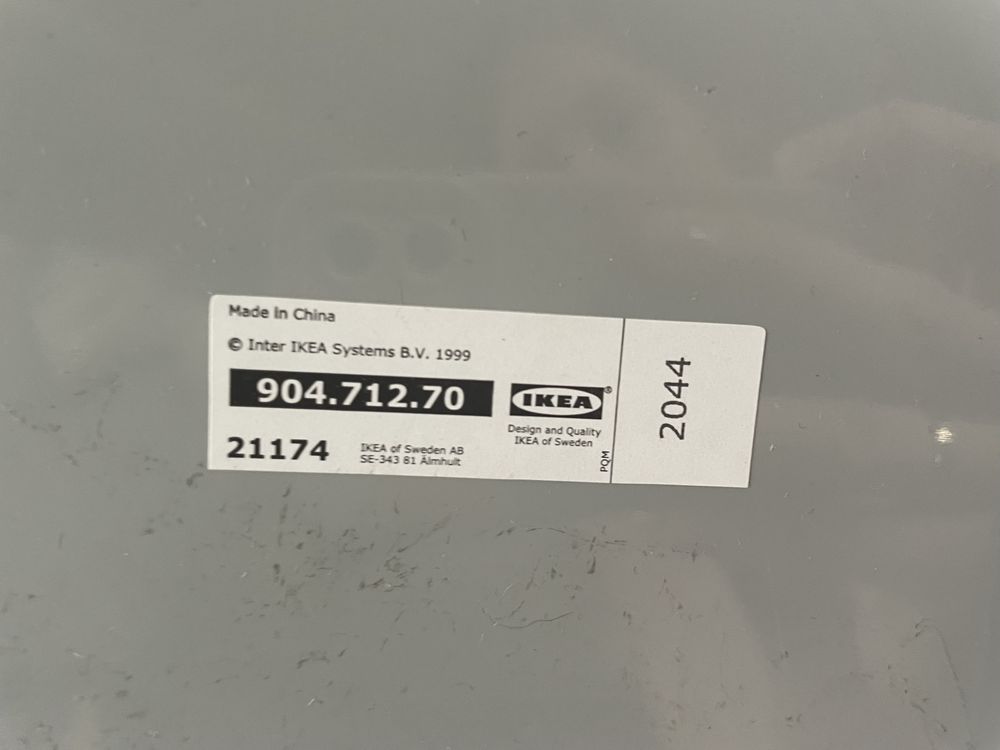 Made In China
© Inter IKEA Systems B.V. 1999
904.712.70
21174
IKEA of Sweden AB
SE-343 81 Älmhult
IKEA®
Design and Quality
IKEA of Sweden
PQM
2044